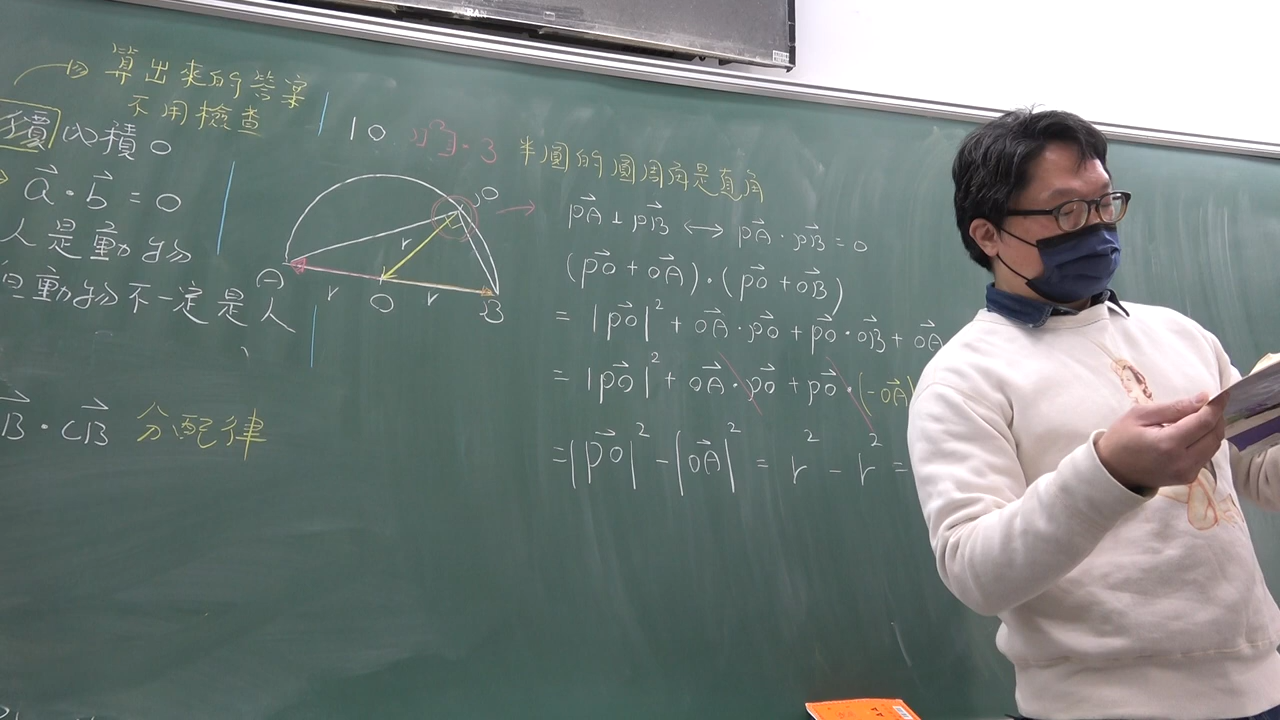 算出來的答案
不用檢查
積 內積 0
a⃗・b⃗ = 0
人是動物
但動物不一定是人
B⃗・CB⃗ 分配律
10 例・3
半圓的圓周角是直角
P
A
r
O
r
B
r
PA⃗ ⊥ PB⃗ ↔ PA⃗・PB⃗ = 0
(PO⃗ + OA⃗)・(PO⃗ + OB⃗)
= |PO⃗|² + OA⃗・PO⃗ + PO⃗・OB⃗ + OA⃗
= |PO⃗|² + OA⃗・PO⃗ + PO⃗・(-OA⃗)
= |PO⃗|² - |OA⃗|² = r² - r² =